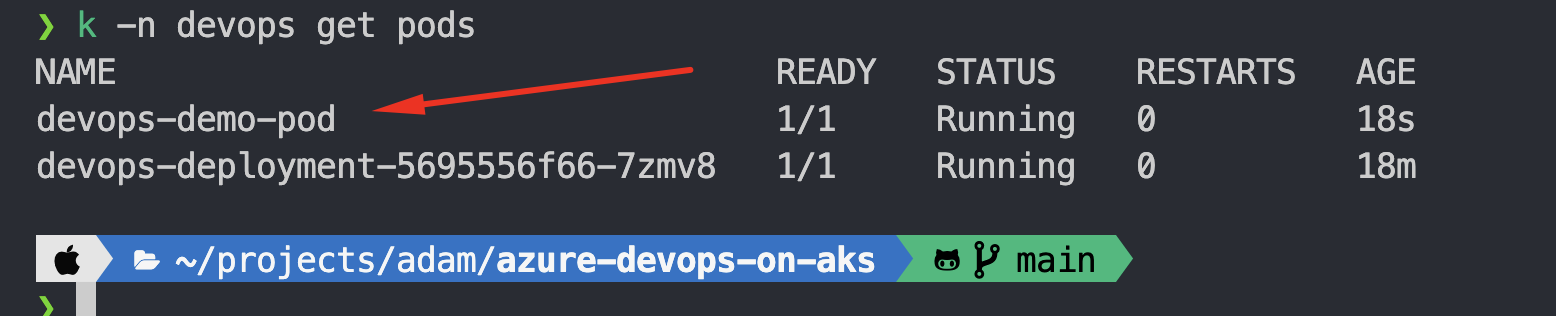 ❯ k -n devops get pods
NAME READY STATUS RESTARTS AGE
devops-demo-pod 1/1 Running 0 18s
devops-deployment-5695556f66-7zmv8 1/1 Running 0 18m
~/projects/adam/azure-devops-on-aks main
❯